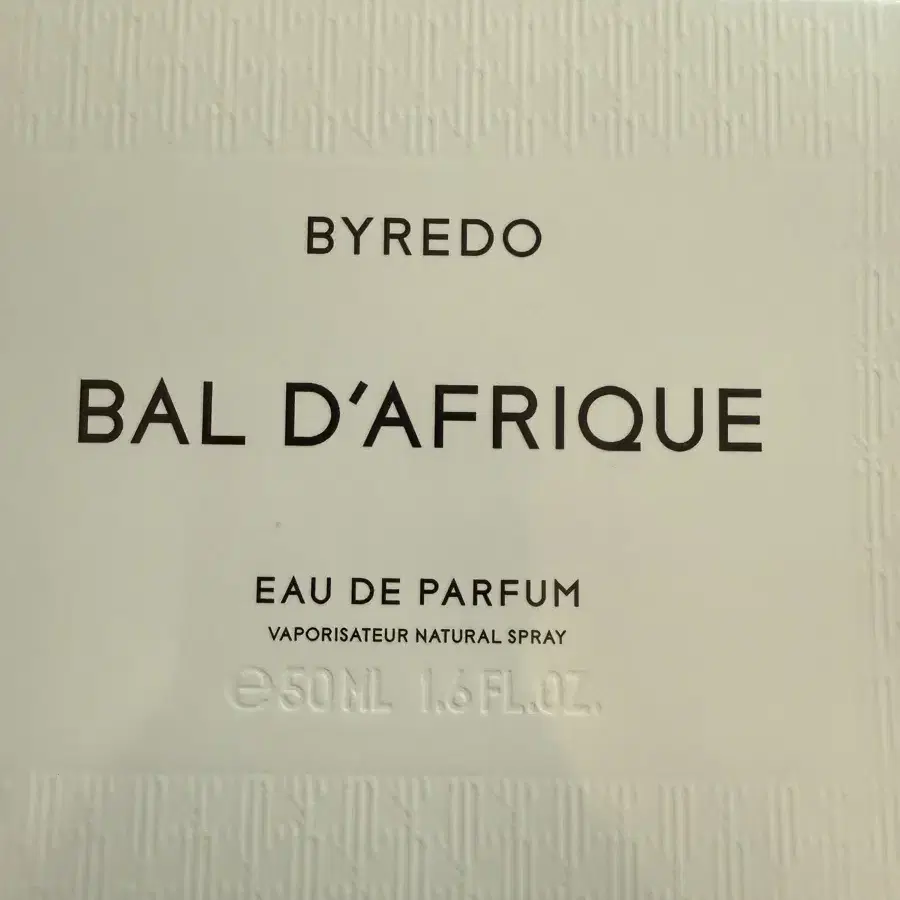 BYREDO
BAL D'AFRIQUE
EAU DE PARFUM
VAPORISATEUR NATURAL SPRAY
℮50 ML 1.6 FL.OZ.